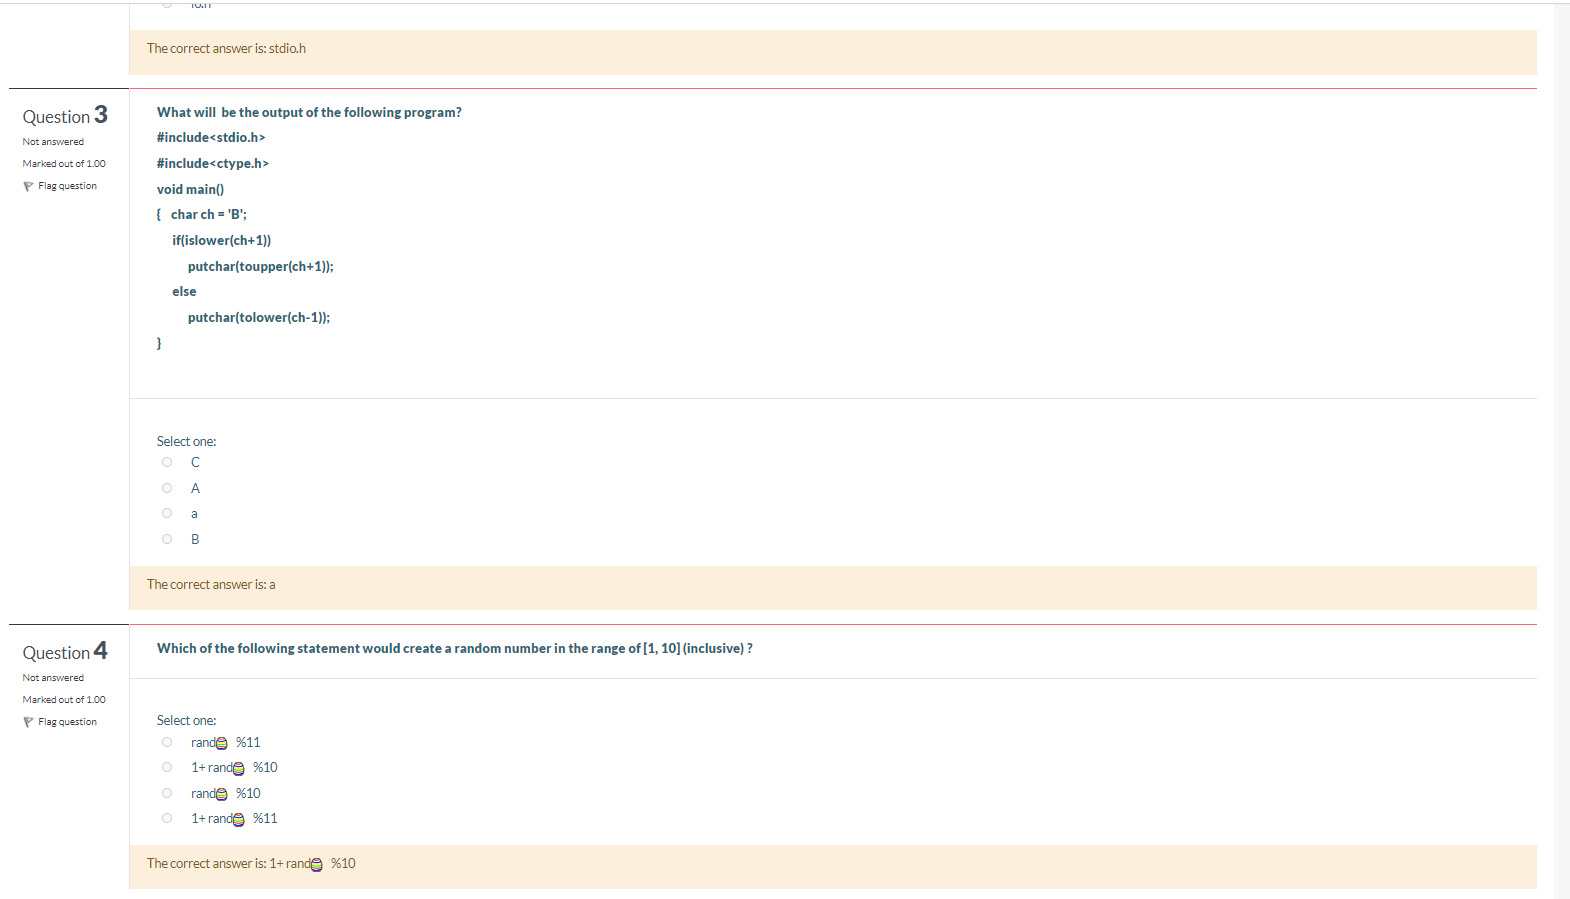 The correct answer is: stdio.h
Question 3
Not answered
Marked out of 1.00
Flag question
What will be the output of the following program?
#include<stdio.h>
#include<ctype.h>
void main()
{ char ch = 'B';
if(islower(ch+1))
putchar(toupper(ch+1));
else
putchar(tolower(ch-1));
}
Select one:
C
A
a
B
The correct answer is: a
Question 4
Not answered
Marked out of 1.00
Flag question
Which of the following statement would create a random number in the range of [1, 10] (inclusive) ?
Select one:
rand %11
1+ rand %10
rand %10
1+ rand %11
The correct answer is: 1+ rand %10